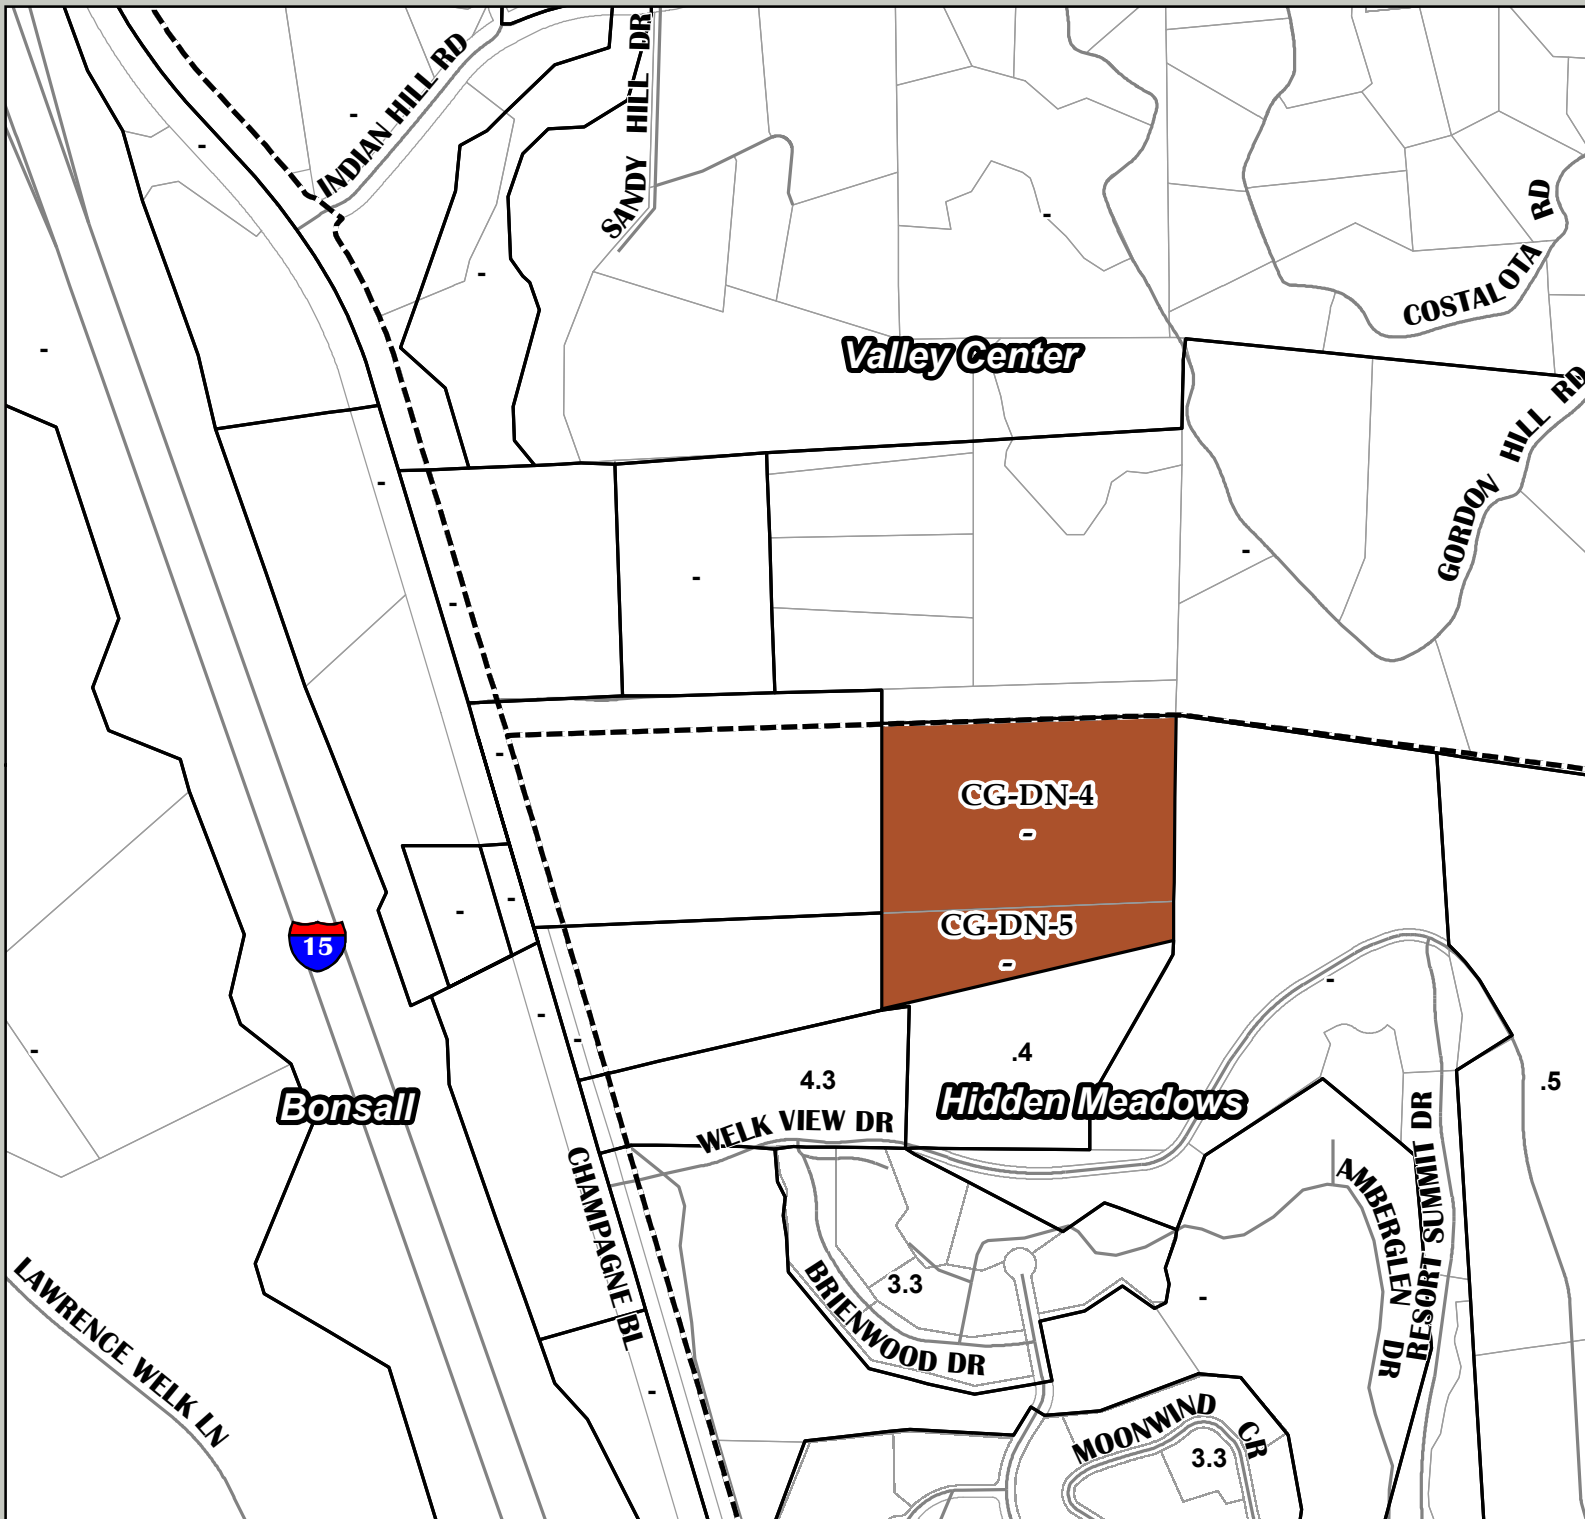 INDIAN HILL RD
SANDY HILL DR
RD
COSTALOTA
Valley Center
GORDON HILL RD
-
-
-
-
-
-
-
-
-
-
-
CG-DN-4
-
-
-
CG-DN-5
-
-
15
-
-
-
.4
4.3
.5
Bonsall
Hidden Meadows
WELK VIEW DR
CHAMPAGNE BL
RESORT SUMMIT DR
AMBERGLEN DR
BRIENWOOD DR
3.3
-
LAWRENCE WELK LN
-
MOONWIND CR
3.3